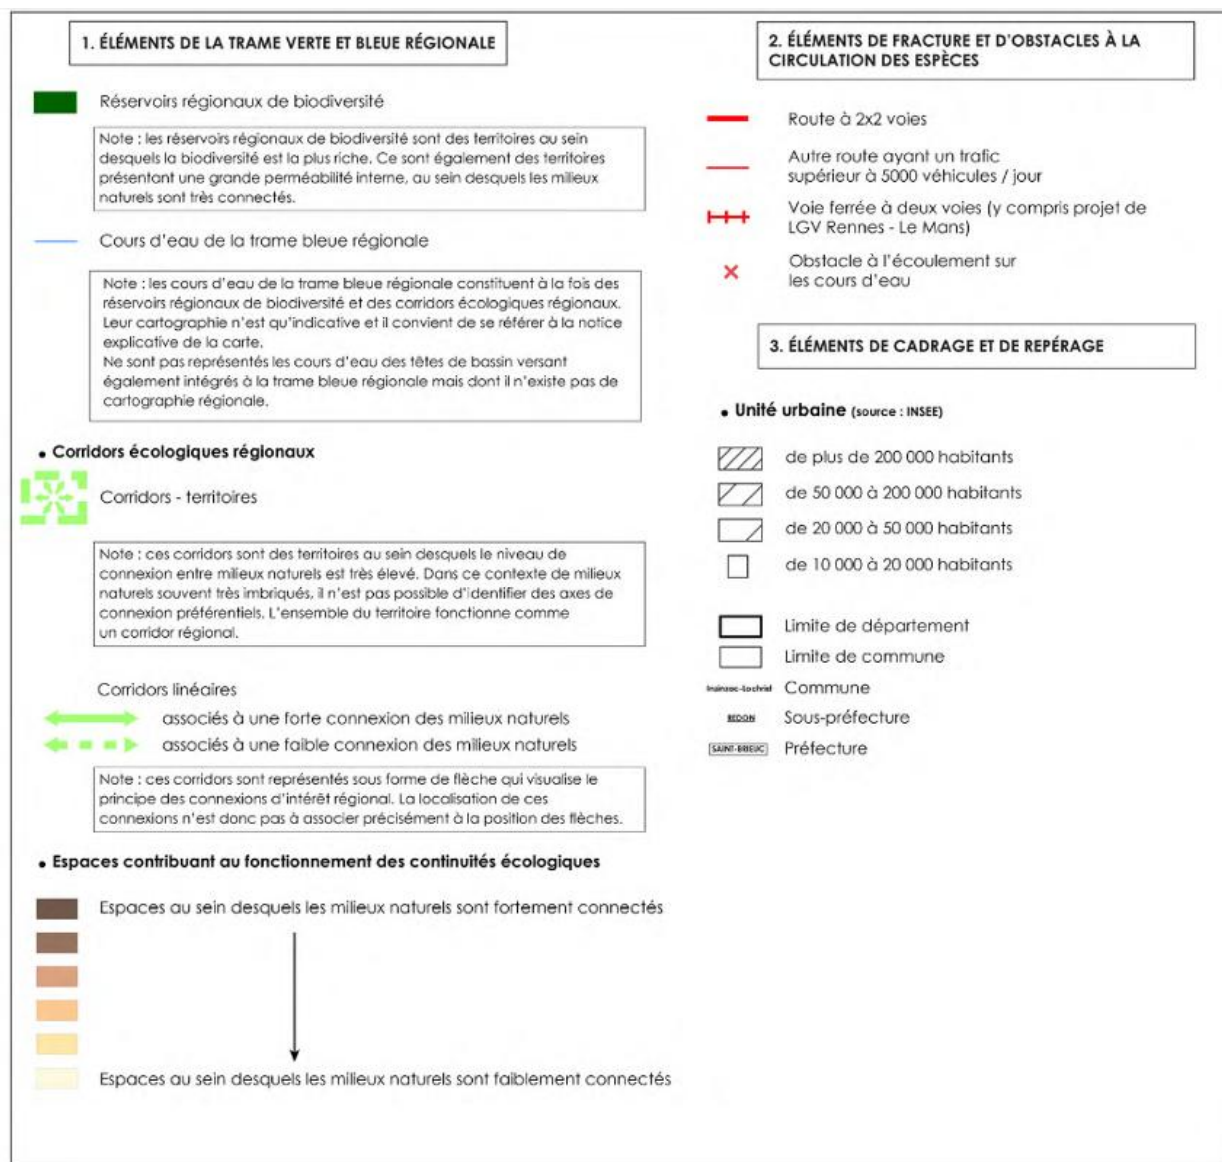 1. ÉLÉMENTS DE LA TRAME VERTE ET BLEUE RÉGIONALE
Réservoirs régionaux de biodiversité
Note : les réservoirs régionaux de biodiversité sont des territoires au sein
desquels la biodiversité est la plus riche. Ce sont également des territoires
présentant une grande perméabilité interne, au sein desquels les milieux
naturels sont très connectés.
Cours d'eau de la trame bleue régionale
Note : les cours d'eau de la trame bleue régionale constituent à la fois des
réservoirs régionaux de biodiversité et des corridors écologiques régionaux.
Leur cartographie n'est qu'indicative et il convient de se référer à la notice
explicative de la carte.
Ne sont pas représentés les cours d'eau des têtes de bassin versant
également intégrés à la trame bleue régionale mais dont il n'existe pas de
cartographie régionale.
• Corridors écologiques régionaux
Corridors - territoires
Note : ces corridors sont des territoires au sein desquels le niveau de
connexion entre milieux naturels est très élevé. Dans ce contexte de milieux
naturels souvent très imbriqués, il n'est pas possible d'identifier des axes de
connexion préférentiels. L'ensemble du territoire fonctionne comme
un corridor régional.
Corridors linéaires
associés à une forte connexion des milieux naturels
associés à une faible connexion des milieux naturels
Note : ces corridors sont représentés sous forme de flèche qui visualise le
principe des connexions d'intérêt régional. La localisation de ces
connexions n'est donc pas à associer précisément à la position des flèches.
• Espaces contribuant au fonctionnement des continuités écologiques
Espaces au sein desquels les milieux naturels sont fortement connectés
Espaces au sein desquels les milieux naturels sont faiblement connectés
2. ÉLÉMENTS DE FRACTURE ET D'OBSTACLES À LA
CIRCULATION DES ESPÈCES
Route à 2x2 voies
Autre route ayant un trafic
supérieur à 5000 véhicules / jour
Voie ferrée à deux voies (y compris projet de
LGV Rennes - Le Mans)
Obstacle à l'écoulement sur
les cours d'eau
3. ÉLÉMENTS DE CADRAGE ET DE REPÉRAGE
• Unité urbaine (source : INSEE)
de plus de 200 000 habitants
de 50 000 à 200 000 habitants
de 20 000 à 50 000 habitants
de 10 000 à 20 000 habitants
Limite de département
Limite de commune
Inzinzac-Lochrist Commune
REDON Sous-préfecture
SAINT-BRIEUC Préfecture